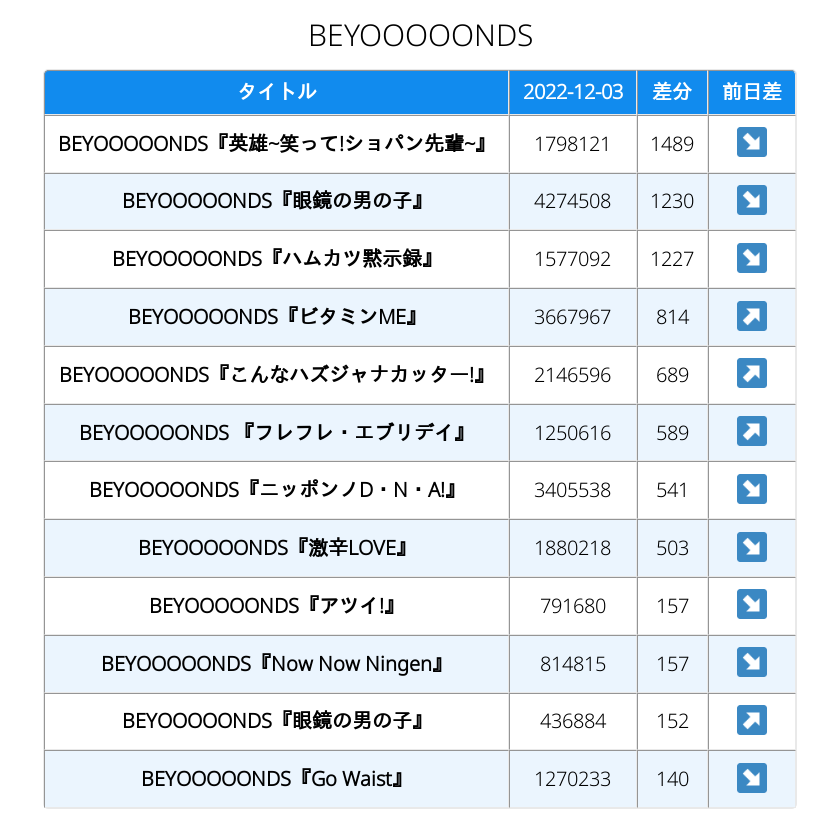 BEYOOOOONDS
タイトル 2022-12-03 差分 前日差
BEYOOOOONDS『英雄~笑って!ショパン先輩~』 1798121 1489 ↘
BEYOOOOONDS『眼鏡の男の子』 4274508 1230 ↘
BEYOOOOONDS『ハムカツ黙示録』 1577092 1227 ↘
BEYOOOOONDS『ビタミンME』 3667967 814 ↗
BEYOOOOONDS『こんなハズジャナカッター!』 2146596 689 ↗
BEYOOOOONDS 『フレフレ・エブリデイ』 1250616 589 ↗
BEYOOOOONDS『ニッポンノD・N・A!』 3405538 541 ↘
BEYOOOOONDS『激辛LOVE』 1880218 503 ↘
BEYOOOOONDS『アツイ!』 791680 157 ↘
BEYOOOOONDS『Now Now Ningen』 814815 157 ↘
BEYOOOOONDS『眼鏡の男の子』 436884 152 ↗
BEYOOOOONDS『Go Waist』 1270233 140 ↘